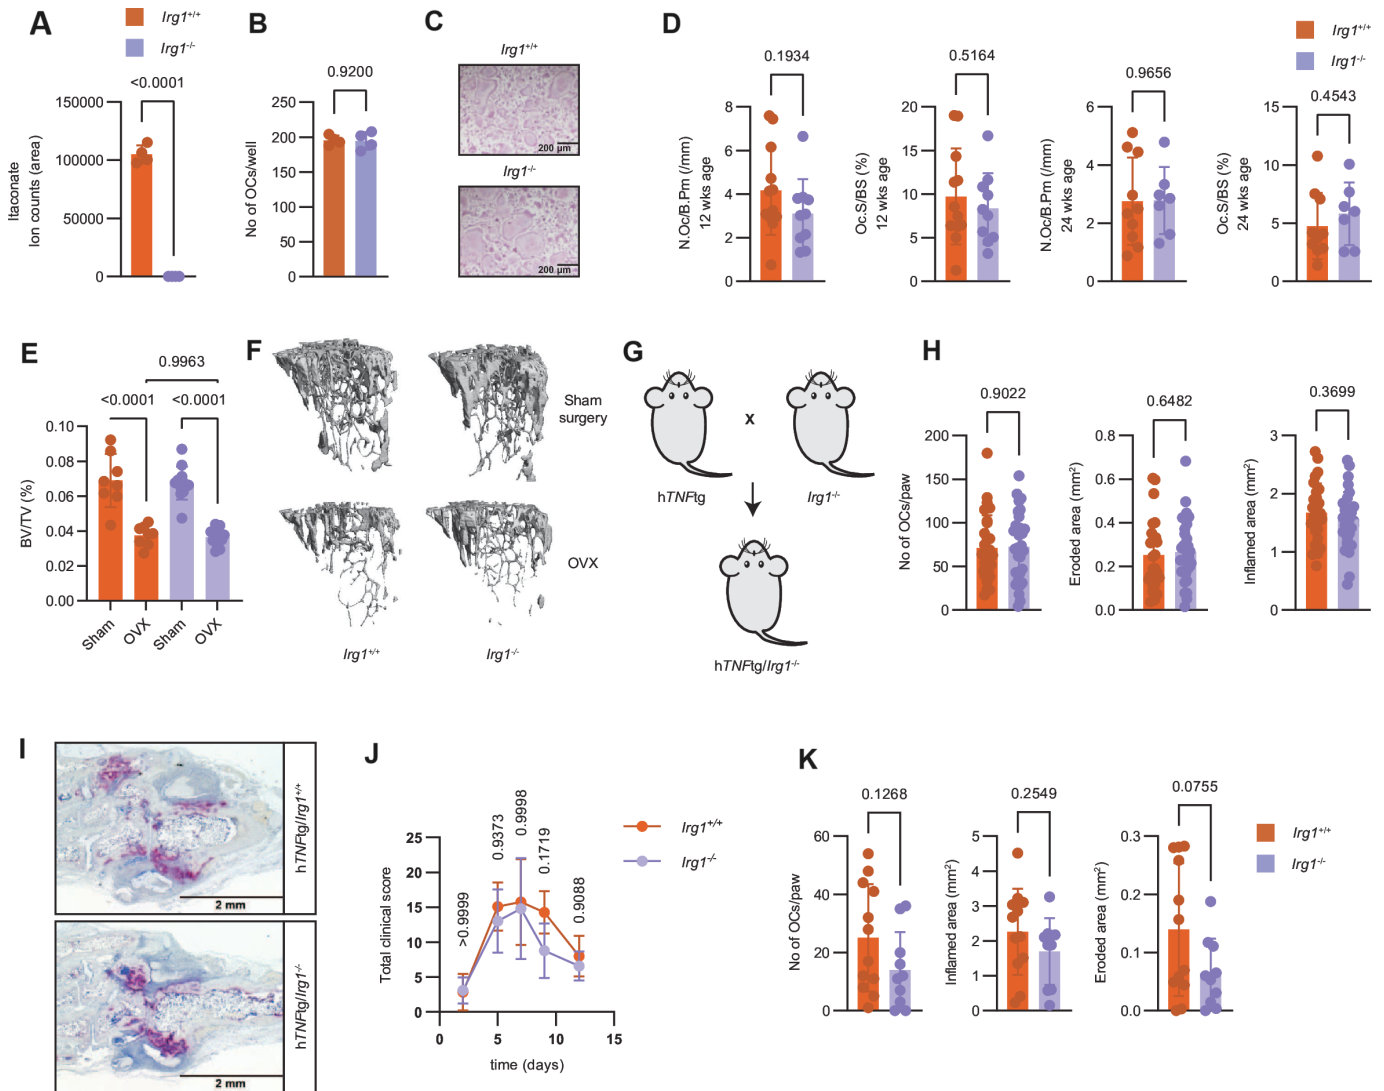 A
Irg1+/+
Irg1-/-
<0.0001
Itaconate
Ion counts (area)
150000
100000
50000
0
B
0.9200
No of OCs/well
250
200
150
100
50
0
C
Irg1+/+
200 µm
Irg1-/-
200 µm
D
Irg1+/+
Irg1-/-
0.1934
N.Oc/B.Pm (/mm)
12 wks age
8
6
4
2
0
0.5164
Oc.S/BS (%)
12 wks age
20
15
10
5
0
0.9656
N.Oc/B.Pm (/mm)
24 wks age
6
4
2
0
0.4543
Oc.S/BS (%)
24 wks age
15
10
5
0
E
0.9963
<0.0001
<0.0001
BV/TV (%)
0.10
0.08
0.06
0.04
0.02
0.00
Sham
OVX
Sham
OVX
F
Sham
surgery
OVX
Irg1+/+
Irg1-/-
G
x
hTNFtg
Irg1-/-
hTNFtg/Irg1-/-
H
0.9022
No of OCs/paw
200
150
100
50
0
0.6482
Eroded area (mm²)
0.8
0.6
0.4
0.2
0.0
0.3699
Inflamed area (mm²)
3
2
1
0
I
hTNFtg/Irg1+/+
2 mm
hTNFtg/Irg1-/-
2 mm
J
Irg1+/+
Irg1-/-
Total clinical score
25
20
15
10
5
0
>0.9999
0.9373
0.9998
0.1719
0.9088
0
5
10
15
time (days)
K
0.1268
No of OCs/paw
60
40
20
0
0.2549
Inflamed area (mm²)
5
4
3
2
1
0
0.0755
Eroded area (mm²)
0.3
0.2
0.1
0.0
Irg1+/+
Irg1-/-